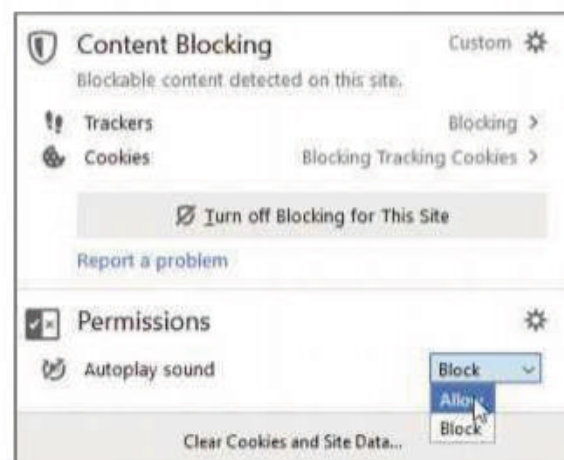 Content Blocking Custom
Blockable content detected on this site.
Trackers Blocking >
Cookies Blocking Tracking Cookies >
Turn off Blocking for This Site
Report a problem
Permissions
Autoplay sound Block
Allow
Block
Clear Cookies and Site Data...